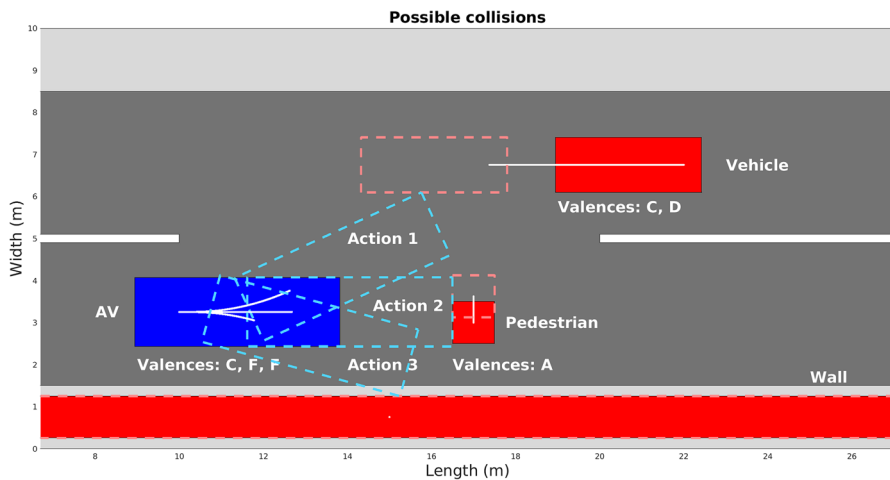 Possible collisions
10
9
8
7
6
5
4
3
2
1
0
Width (m)
Vehicle
Valences: C, D
Action 1
AV
Action 2
Pedestrian
Valences: C, F, F
Action 3
Valences: A
Wall
8
10
12
14
16
18
20
22
24
26
Length (m)